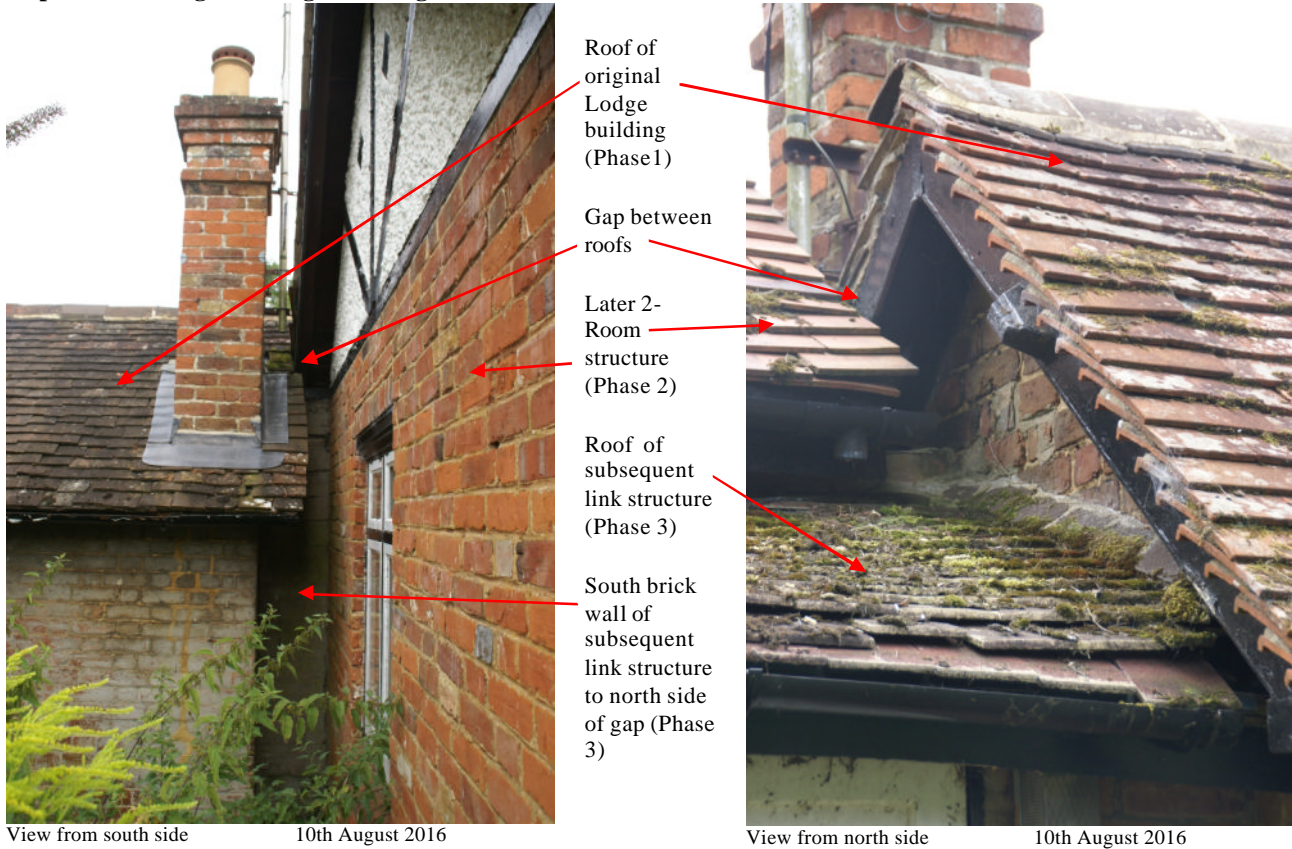 Roof of
original
Lodge
building
(Phase1)
Gap between
roofs
Later 2-
Room
structure
(Phase 2)
Roof of
subsequent
link structure
(Phase 3)
South brick
wall of
subsequent
link structure
to north side
of gap (Phase
3)
View from south side 10th August 2016
View from north side 10th August 2016